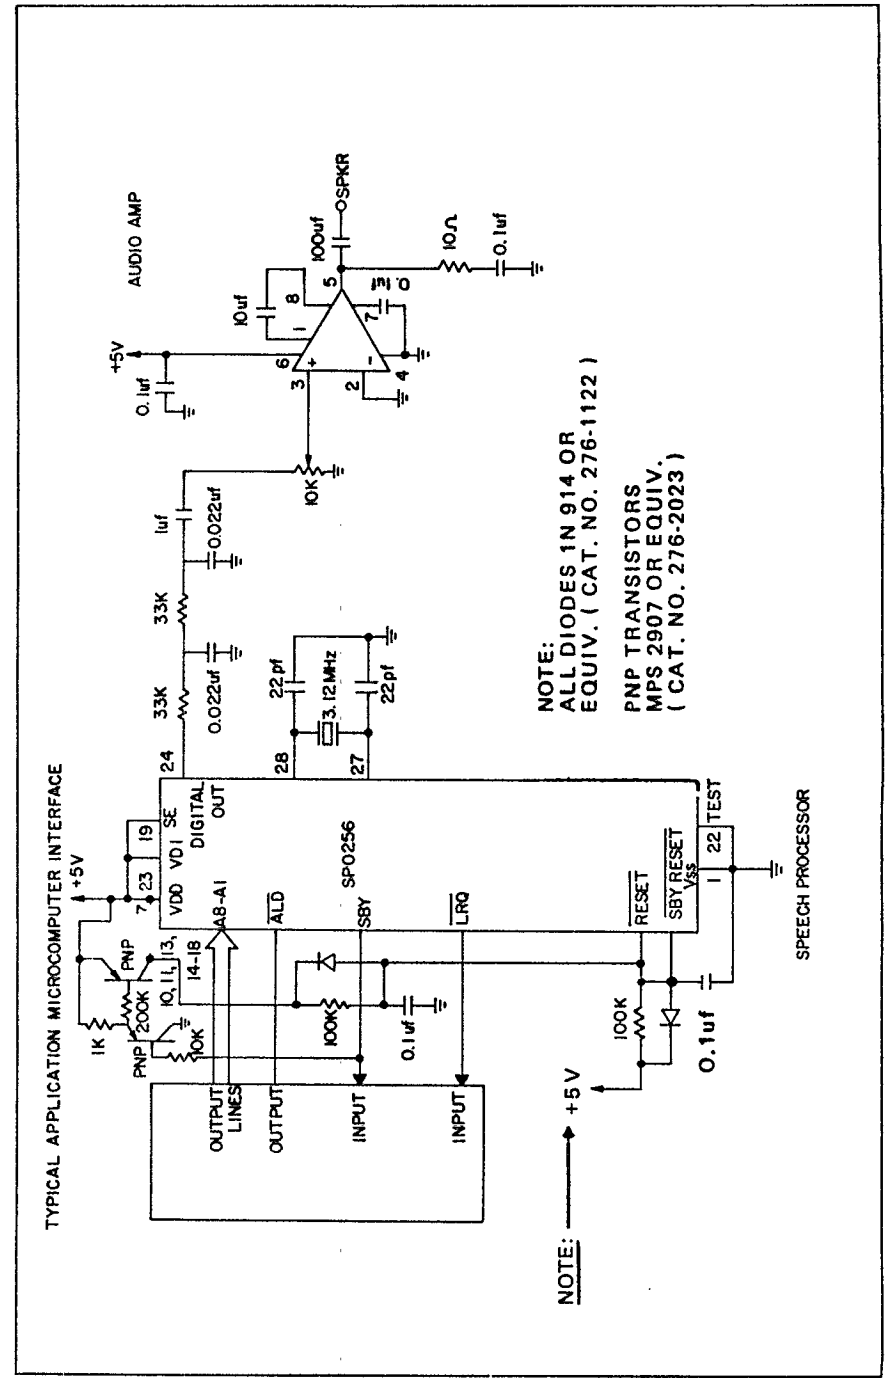 TYPICAL APPLICATION MICROCOMPUTER INTERFACE
AUDIO AMP
+5V
+5V
0.1uf
10uf
6
1
8
3
+
5
100uf
SPKR
2
−
4
7
0.1uf
10Ω
0.1uf
10K
33K
33K
1uf
0.022uf
0.022uf
24
28
27
22pf
3.12MHz
22pf
1K
PNP
200K
PNP
10K
10, 11, 13,
14-18
7
23
19
VDD
VDI
SE
DIGITAL
OUT
A8-A1
ALD
SPO256
SBY
LRQ
RESET
SBY RESET
VSS
1
22
TEST
OUTPUT
LINES
OUTPUT
INPUT
INPUT
100K
0.1uf
100K
0.1uf
NOTE:
+5V
NOTE:
ALL DIODES 1N 914 OR
EQUIV. ( CAT. NO. 276-1122 )
PNP TRANSISTORS
MPS 2907 OR EQUIV.
( CAT. NO. 276-2023 )
SPEECH PROCESSOR